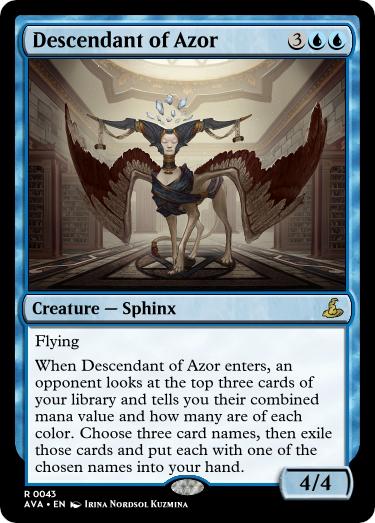 Descendant of Azor 3
Creature — Sphinx
Flying
When Descendant of Azor enters, an
opponent looks at the top three cards of
your library and tells you their combined
mana value and how many are of each
color. Choose three card names, then exile
those cards and put each with one of the
chosen names into your hand.
4/4
R 0043
AVA • EN Irina Nordsol Kuzmina